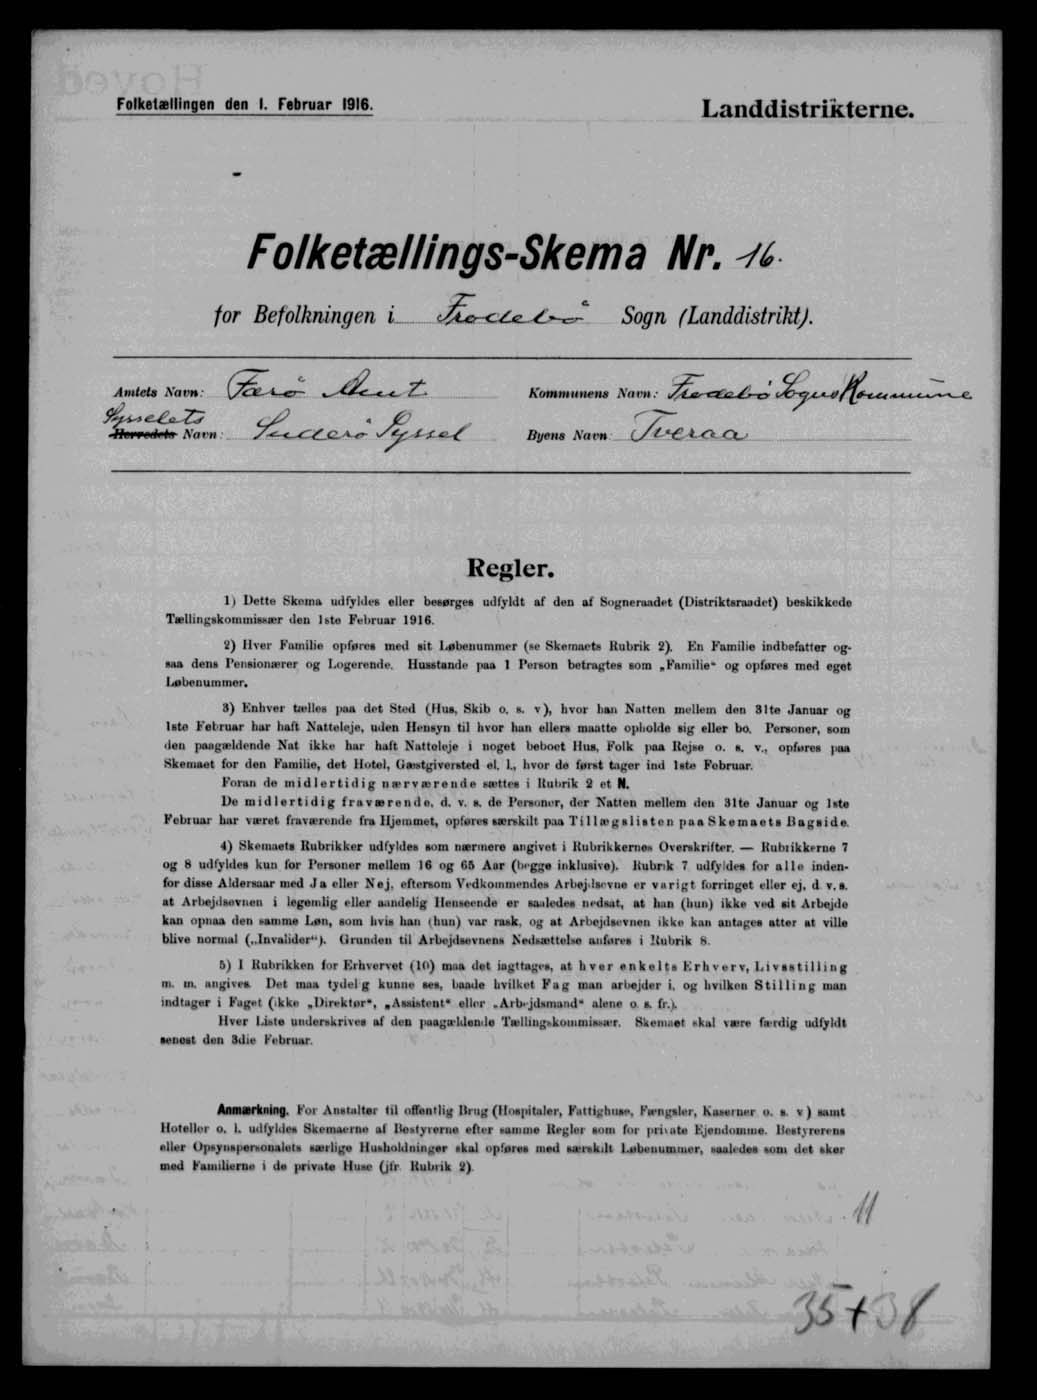 Folketællingen den 1. Februar 1916.
Landdistrikterne.
Folketællings-Skema Nr. 16.
for Befolkningen i Frodebø Sogn (Landdistrikt).
Amtets Navn: Færø Amt
Kommunens Navn: Frodebø Sogns Kommune
Sysselets
Herredets Navn: Suderø Syssel
Byens Navn: Tveraa
Regler.
1) Dette Skema udfyldes eller besørges udfyldt af den af Sogneraadet (Distriktsraadet) beskikkede
Tællingskommissær den 1ste Februar 1916.
2) Hver Familie opføres med sit Løbenummer (se Skemaets Rubrik 2). En Familie indbefatter og-
saa dens Pensionærer og Logerende. Husstande paa 1 Person betragtes som „Familie“ og opføres med eget
Løbenummer.
3) Enhver tælles paa det Sted (Hus, Skib o. s. v), hvor han Natten mellem den 31te Januar og
1ste Februar har haft Natteleje, uden Hensyn til hvor han ellers maatte opholde sig eller bo. Personer, som
den paagældende Nat ikke har haft Natteleje i noget beboet Hus, Folk paa Rejse o. s. v., opføres paa
Skemaet for den Familie, det Hotel, Gæstgiversted el. l., hvor de først tager ind 1ste Februar.
Foran de midlertidig nærværende sættes i Rubrik 2 et N.
De midlertidig fraværende, d. v. s. de Personer, der Natten mellem den 31te Januar og 1ste
Februar har været fraværende fra Hjemmet, opføres særskilt paa Tillægslisten paa Skemaets Bagside.
4) Skemaets Rubrikker udfyldes som nærmere angivet i Rubrikkernes Overskrifter. — Rubrikkerne 7
og 8 udfyldes kun for Personer mellem 16 og 65 Aar (begge inklusive). Rubrik 7 udfyldes for alle inden-
for disse Aldersaar med Ja eller Nej, eftersom Vedkommendes Arbejdsevne er varigt forringet eller ej, d. v. s.
at Arbejdsevnen i legemlig eller aandelig Henseende er saaledes nedsat, at han (hun) ikke ved sit Arbejde
kan opnaa den samme Løn, som hvis han (hun) var rask, og at Arbejdsevnen ikke kan antages atter at ville
blive normal („Invalider“). Grunden til Arbejdsevnens Nedsættelse anføres i Rubrik 8.
5) I Rubrikken for Erhvervet (10) maa det iagttages, at hver enkelts Erhverv, Livsstilling
m. m. angives. Det maa tydelig kunne ses, baade hvilket Fag man arbejder i, og hvilken Stilling man
indtager i Faget (ikke „Direktør“, „Assistent“ eller „Arbejdsmand“ alene o. s. fr.).
Hver Liste underskrives af den paagældende Tællingskommissær. Skemaet skal være færdig udfyldt
senest den 3die Februar.
Anmærkning. For Anstalter til offentlig Brug (Hospitaler, Fattighuse, Fængsler, Kaserner o. s. v) samt
Hoteller o. l. udfyldes Skemaerne af Bestyrerne efter samme Regler som for private Ejendomme. Bestyrerens
eller Opsynspersonalets særlige Husholdninger skal opføres med særskilt Løbenummer, saaledes som det sker
med Familierne i de private Huse (jfr. Rubrik 2).
11
35+38